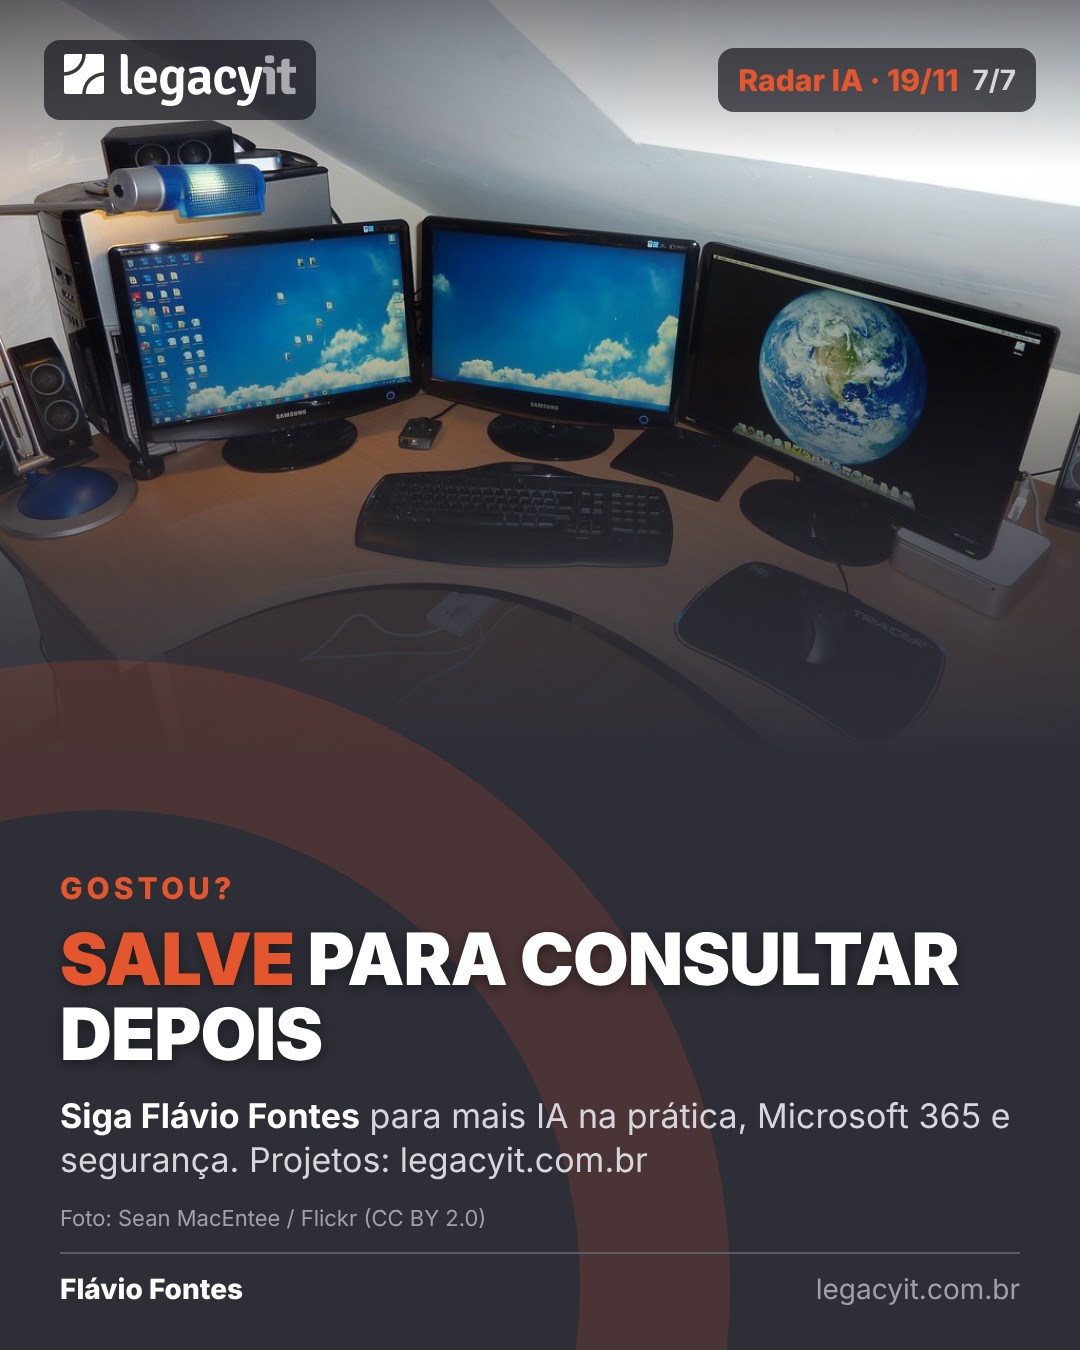 legacyit
Radar IA · 19/11 7/7
SAMSUNG
SAMSUNG
TRACER
GOSTOU?
SALVE PARA CONSULTAR
DEPOIS
Siga Flávio Fontes para mais IA na prática, Microsoft 365 e
segurança. Projetos: legacyit.com.br
Foto: Sean MacEntee / Flickr (CC BY 2.0)
Flávio Fontes
legacyit.com.br